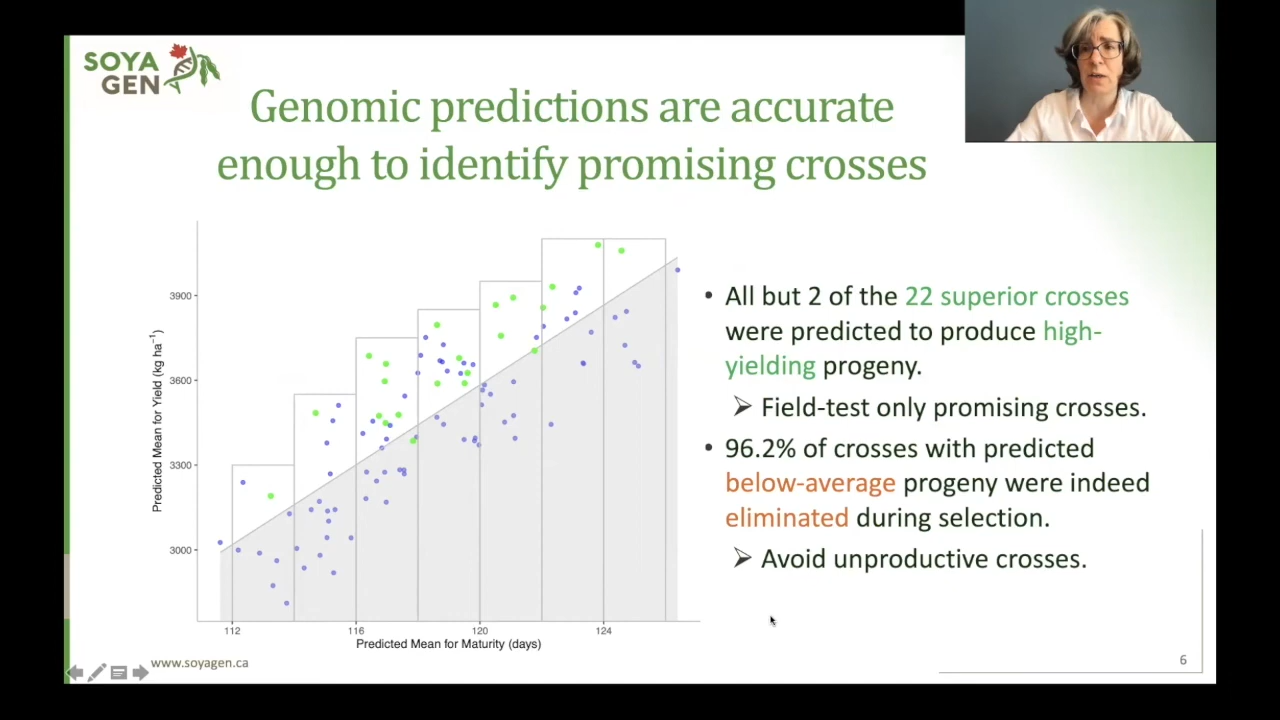 SOYA
GEN
Genomic predictions are accurate
enough to identify promising crosses
3900
3600
3300
3000
Predicted Mean for Yield (kg ha⁻¹)
112
116
120
124
Predicted Mean for Maturity (days)
• All but 2 of the 22 superior crosses
were predicted to produce high-
yielding progeny.
➢ Field-test only promising crosses.
• 96.2% of crosses with predicted
below-average progeny were indeed
eliminated during selection.
➢ Avoid unproductive crosses.
www.soyagen.ca
6